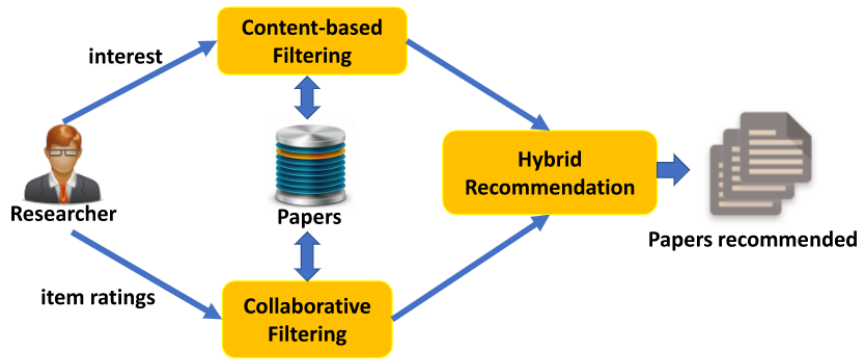 Content-based
Filtering
interest
Researcher
Papers
Hybrid
Recommendation
Papers recommended
item ratings
Collaborative
Filtering